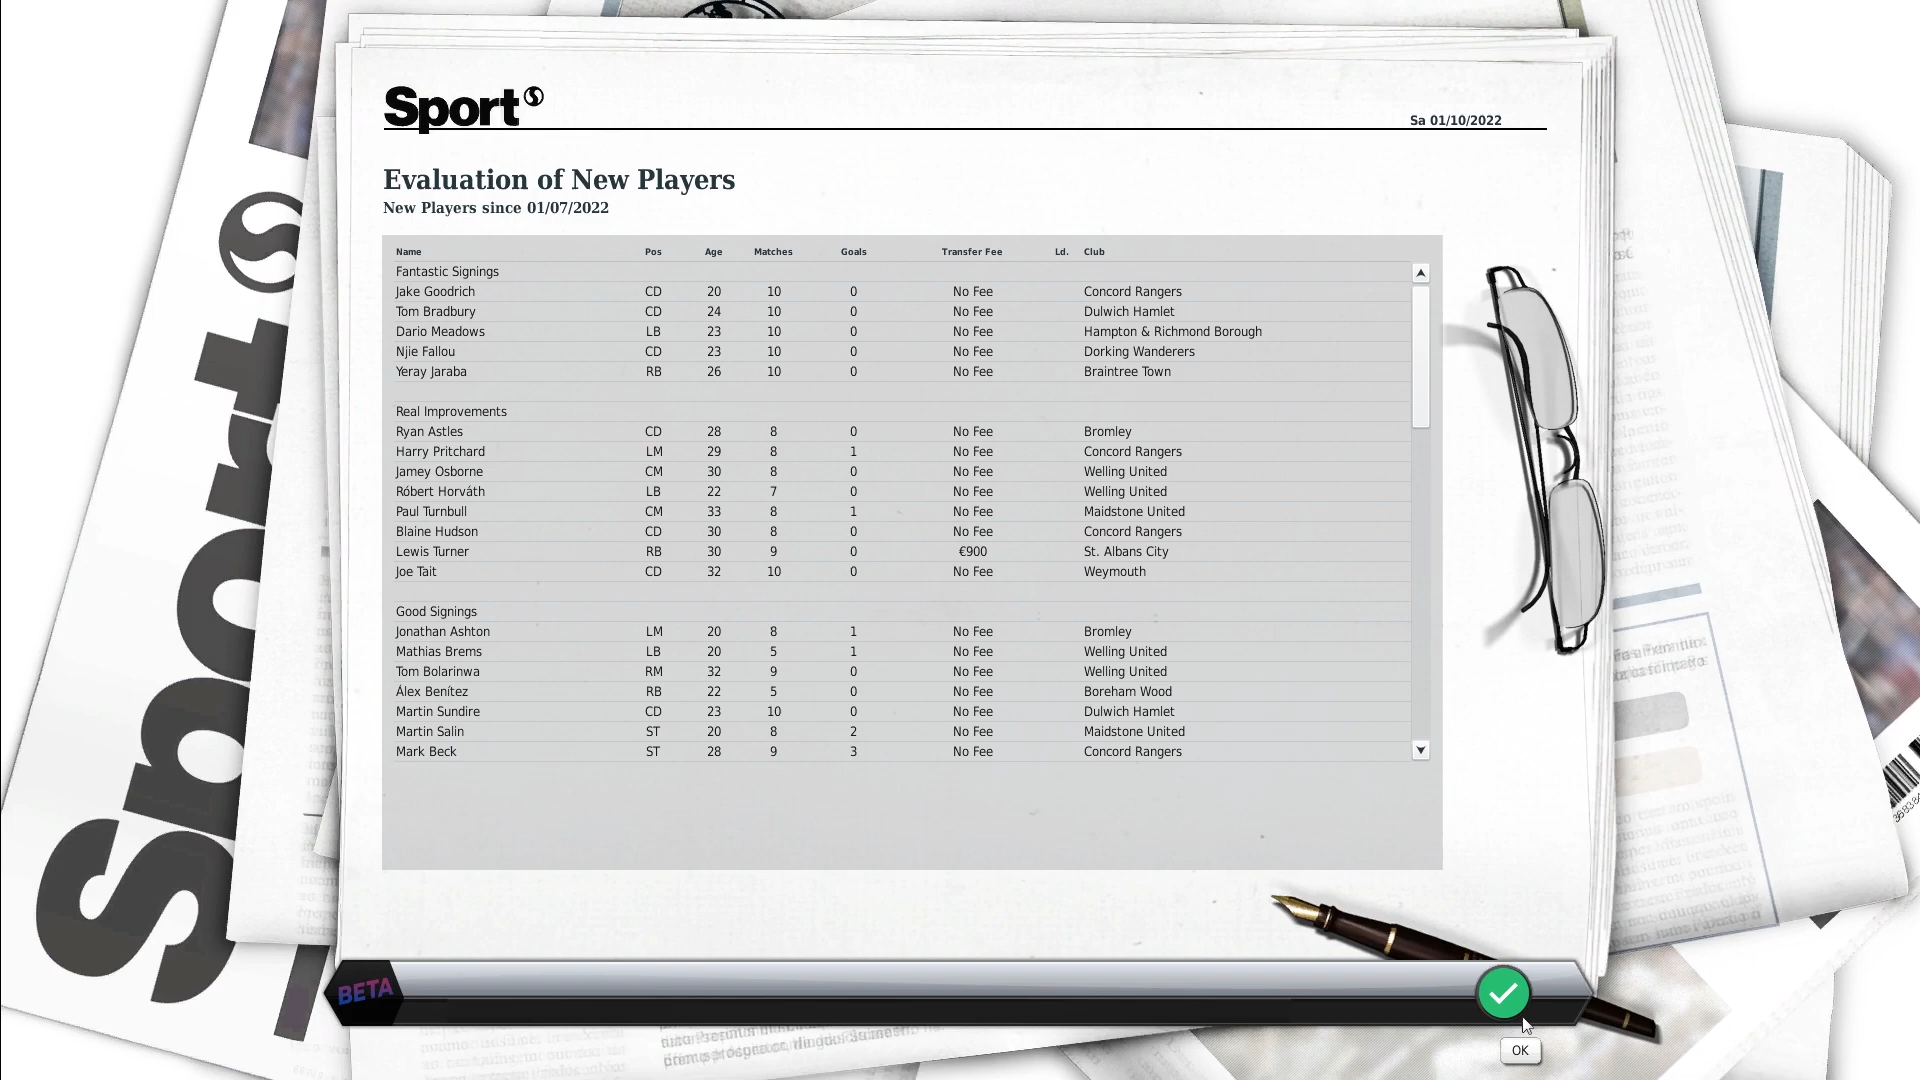 Sport
Sa 01/10/2022
Evaluation of New Players
New Players since 01/07/2022
Name Pos Age Matches Goals Transfer Fee Ld. Club
Fantastic Signings
Jake Goodrich CD 20 10 0 No Fee Concord Rangers
Tom Bradbury CD 24 10 0 No Fee Dulwich Hamlet
Dario Meadows LB 23 10 0 No Fee Hampton & Richmond Borough
Njie Fallou CD 23 10 0 No Fee Dorking Wanderers
Yeray Jaraba RB 26 10 0 No Fee Braintree Town
Real Improvements
Ryan Astles CD 28 8 0 No Fee Bromley
Harry Pritchard LM 29 8 1 No Fee Concord Rangers
Jamey Osborne CM 30 8 0 No Fee Welling United
Róbert Horváth LB 22 7 0 No Fee Welling United
Paul Turnbull CM 33 8 1 No Fee Maidstone United
Blaine Hudson CD 30 8 0 No Fee Concord Rangers
Lewis Turner RB 30 9 0 €900 St. Albans City
Joe Tait CD 32 10 0 No Fee Weymouth
Good Signings
Jonathan Ashton LM 20 8 1 No Fee Bromley
Mathias Brems LB 20 5 1 No Fee Welling United
Tom Bolarinwa RM 32 9 0 No Fee Welling United
Álex Benítez RB 22 5 0 No Fee Boreham Wood
Martin Sundire CD 23 10 0 No Fee Dulwich Hamlet
Martin Salin ST 20 8 2 No Fee Maidstone United
Mark Beck ST 28 9 3 No Fee Concord Rangers
Sport
BETA
OK